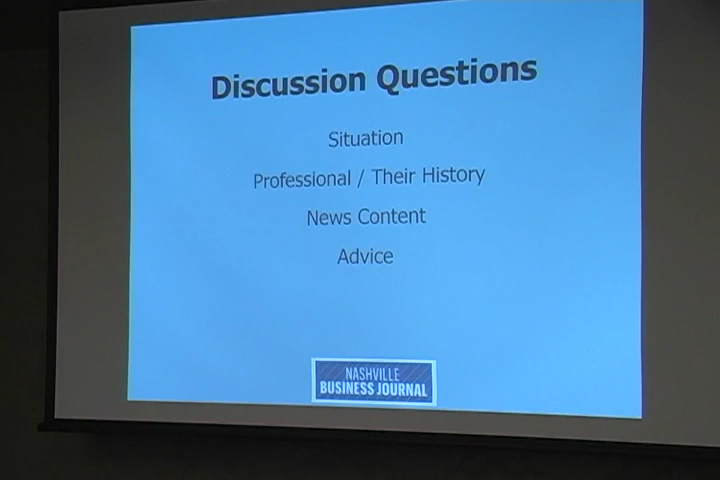 Discussion Questions
Situation
Professional / Their History
News Content
Advice
NASHVILLE
BUSINESS JOURNAL